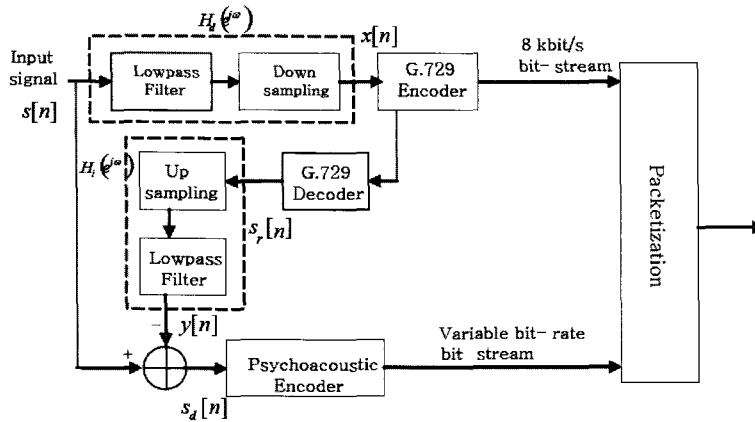 H_d(e^{jω})
x[n]
Input
signal
s[n]
Lowpass
Filter
Down
sampling
G.729
Encoder
8 kbit/s
bit-stream
H_i(e^{jω})
Up
sampling
G.729
Decoder
s_r[n]
Lowpass
Filter
Packetization
−
y[n]
+
s_d[n]
Psychoacoustic
Encoder
Variable bit-rate
bit stream